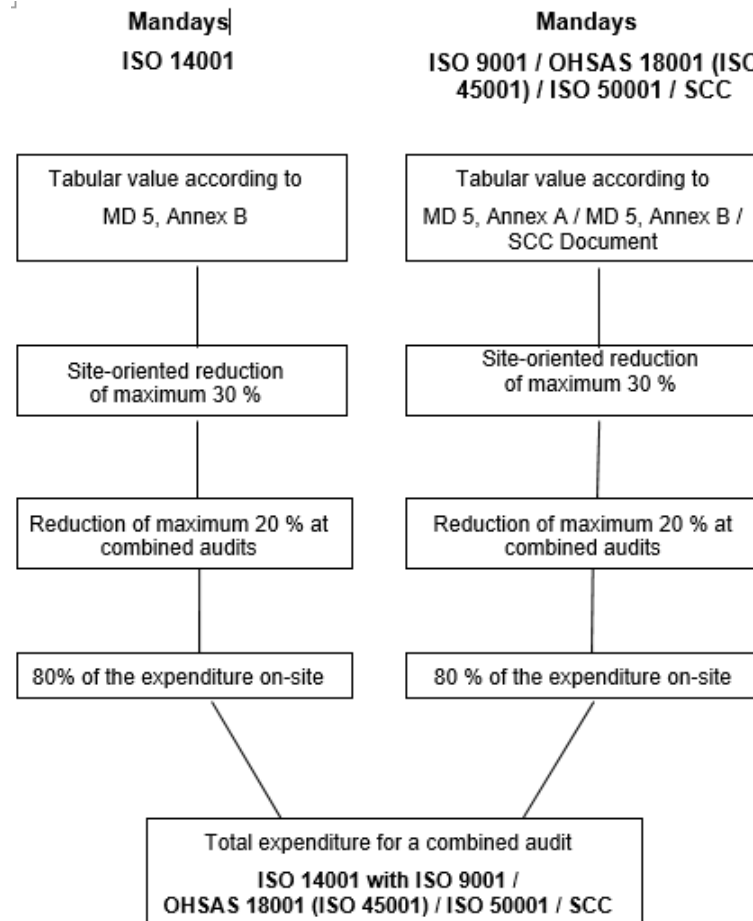 Mandays
ISO 14001
Mandays
ISO 9001 / OHSAS 18001 (ISO
45001) / ISO 50001 / SCC
Tabular value according to
MD 5, Annex B
Tabular value according to
MD 5, Annex A / MD 5, Annex B /
SCC Document
Site-oriented reduction
of maximum 30 %
Site-oriented reduction
of maximum 30 %
Reduction of maximum 20 % at
combined audits
Reduction of maximum 20 % at
combined audits
80% of the expenditure on-site
80 % of the expenditure on-site
Total expenditure for a combined audit
ISO 14001 with ISO 9001 /
OHSAS 18001 (ISO 45001) / ISO 50001 / SCC